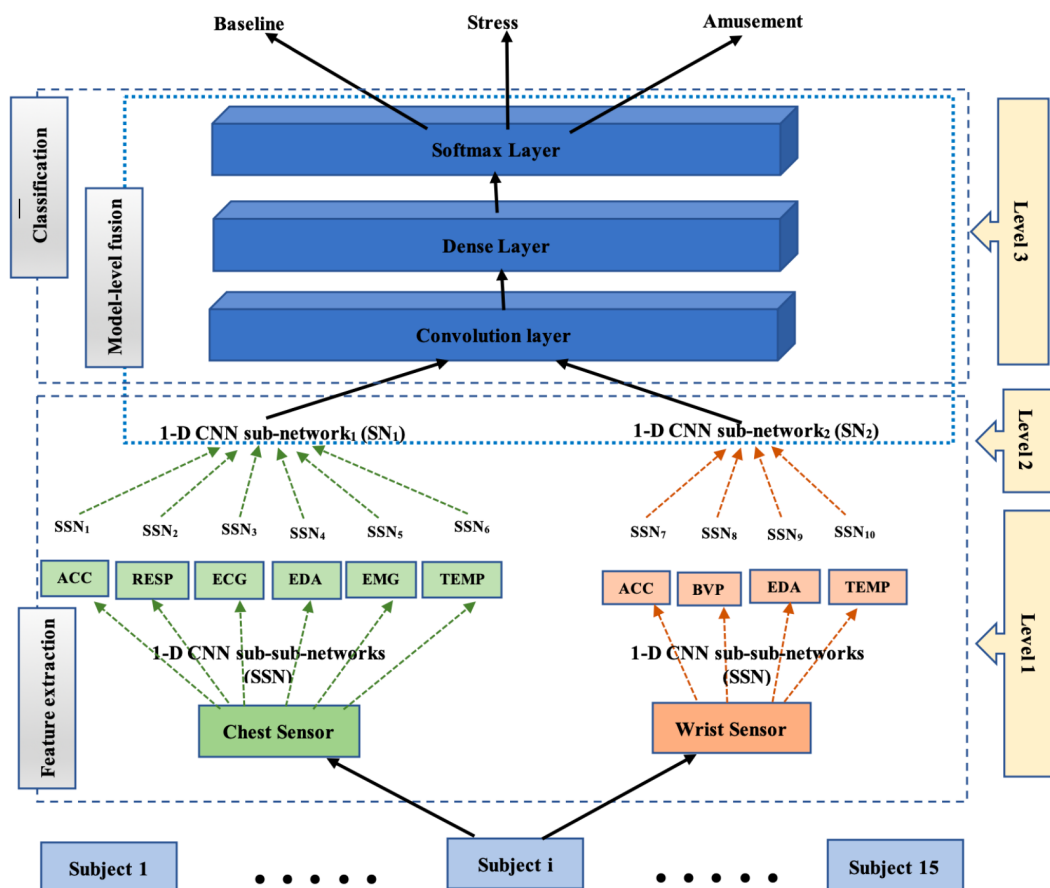 Baseline
Stress
Amusement
Classification
Model-level fusion
Softmax Layer
Dense Layer
Convolution layer
Level 3
1-D CNN sub-network₁ (SN₁)
1-D CNN sub-network₂ (SN₂)
Level 2
SSN₁
SSN₂
SSN₃
SSN₄
SSN₅
SSN₆
SSN₇
SSN₈
SSN₉
SSN₁₀
ACC
RESP
ECG
EDA
EMG
TEMP
ACC
BVP
EDA
TEMP
Feature extraction
1-D CNN sub-sub-networks
(SSN)
1-D CNN sub-sub-networks
(SSN)
Level 1
Chest Sensor
Wrist Sensor
Subject 1
. . . . .
Subject i
. . . . .
Subject 15